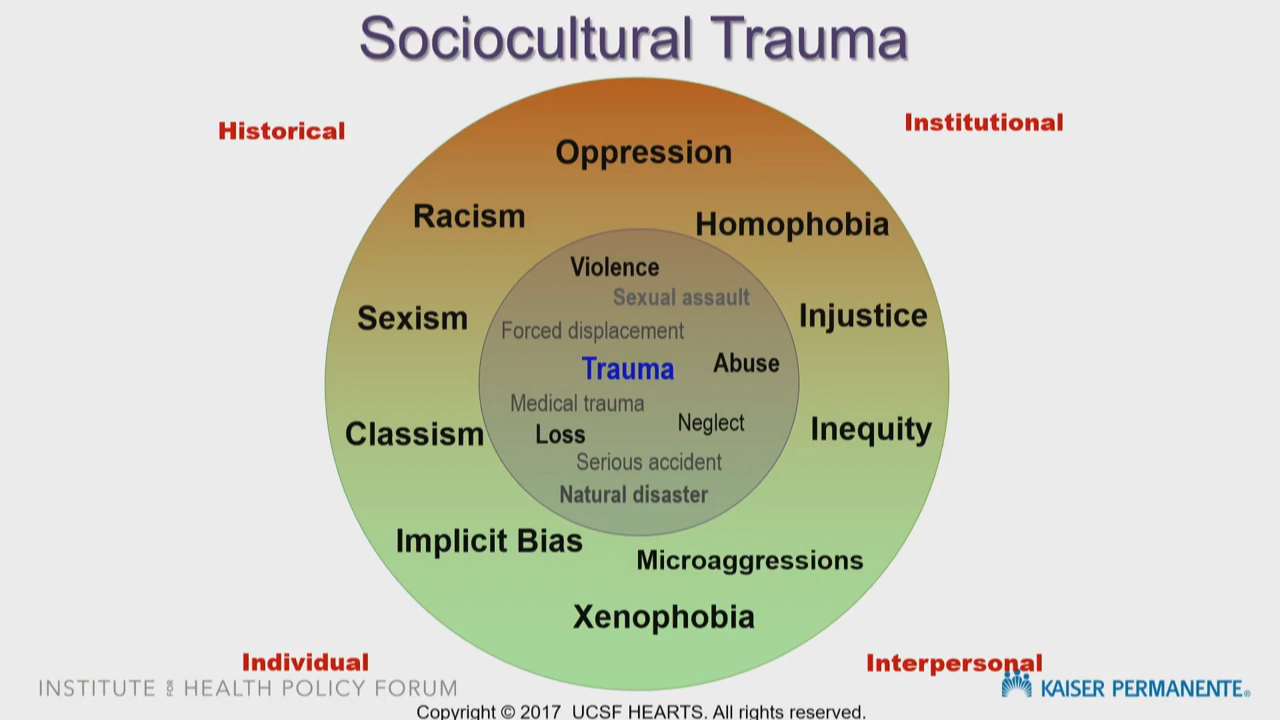 Sociocultural Trauma
Historical
Institutional
Oppression
Racism
Homophobia
Violence
Sexual assault
Sexism
Injustice
Forced displacement
Trauma
Abuse
Medical trauma
Neglect
Classism
Loss
Inequity
Serious accident
Natural disaster
Implicit Bias
Microaggressions
Xenophobia
Individual
Interpersonal
INSTITUTE FOR HEALTH POLICY FORUM
KAISER PERMANENTE®
Copyright © 2017 UCSF HEARTS. All rights reserved.